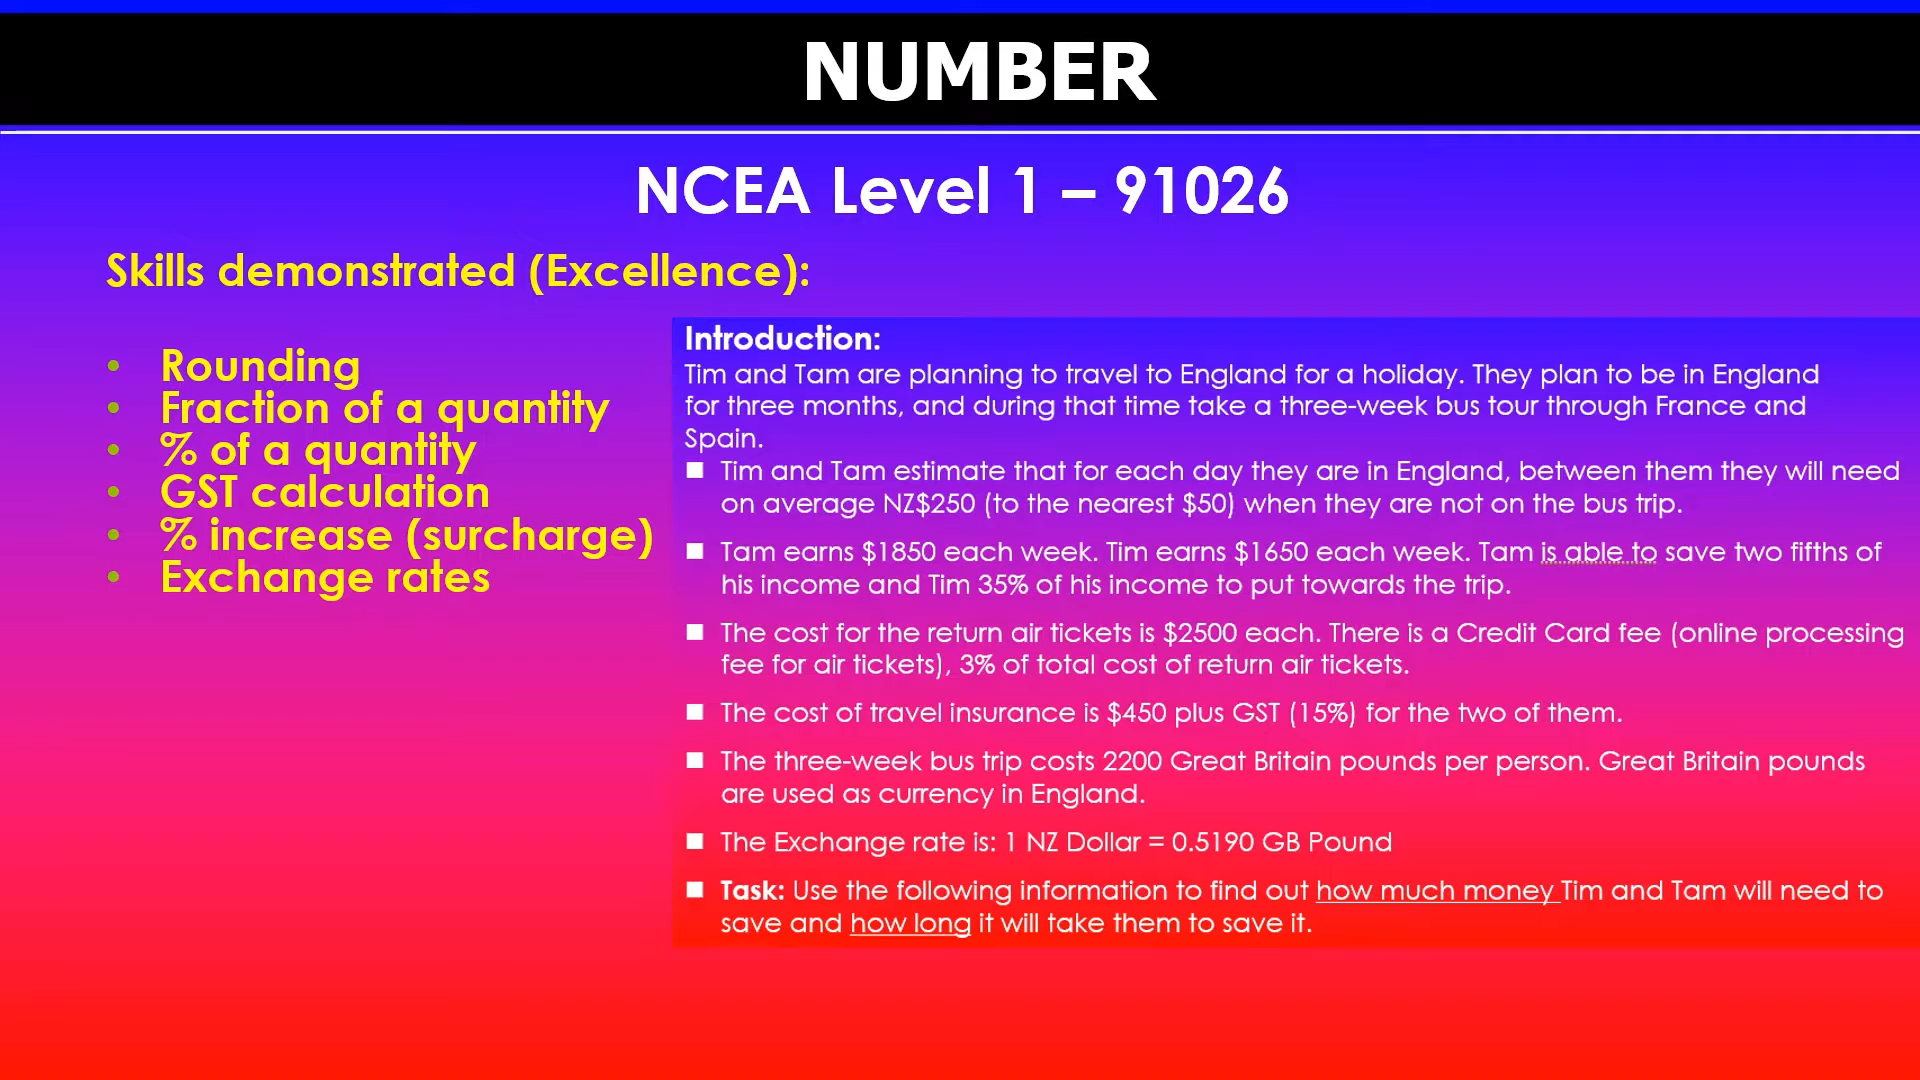 NUMBER
NCEA Level 1 – 91026
Skills demonstrated (Excellence):
• Rounding
• Fraction of a quantity
• % of a quantity
• GST calculation
• % increase (surcharge)
• Exchange rates
Introduction:
Tim and Tam are planning to travel to England for a holiday. They plan to be in England
for three months, and during that time take a three-week bus tour through France and
Spain.
■ Tim and Tam estimate that for each day they are in England, between them they will need
on average NZ$250 (to the nearest $50) when they are not on the bus trip.
■ Tam earns $1850 each week. Tim earns $1650 each week. Tam is able to save two fifths of
his income and Tim 35% of his income to put towards the trip.
■ The cost for the return air tickets is $2500 each. There is a Credit Card fee (online processing
fee for air tickets), 3% of total cost of return air tickets.
■ The cost of travel insurance is $450 plus GST (15%) for the two of them.
■ The three-week bus trip costs 2200 Great Britain pounds per person. Great Britain pounds
are used as currency in England.
■ The Exchange rate is: 1 NZ Dollar = 0.5190 GB Pound
■ Task: Use the following information to find out how much money Tim and Tam will need to
save and how long it will take them to save it.